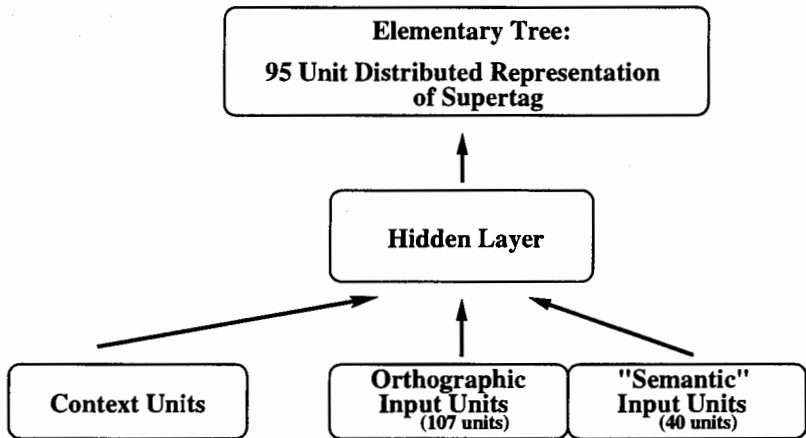 Elementary Tree:
95 Unit Distributed Representation
of Supertag
Hidden Layer
Context Units
Orthographic
Input Units
(107 units)
"Semantic"
Input Units
(40 units)